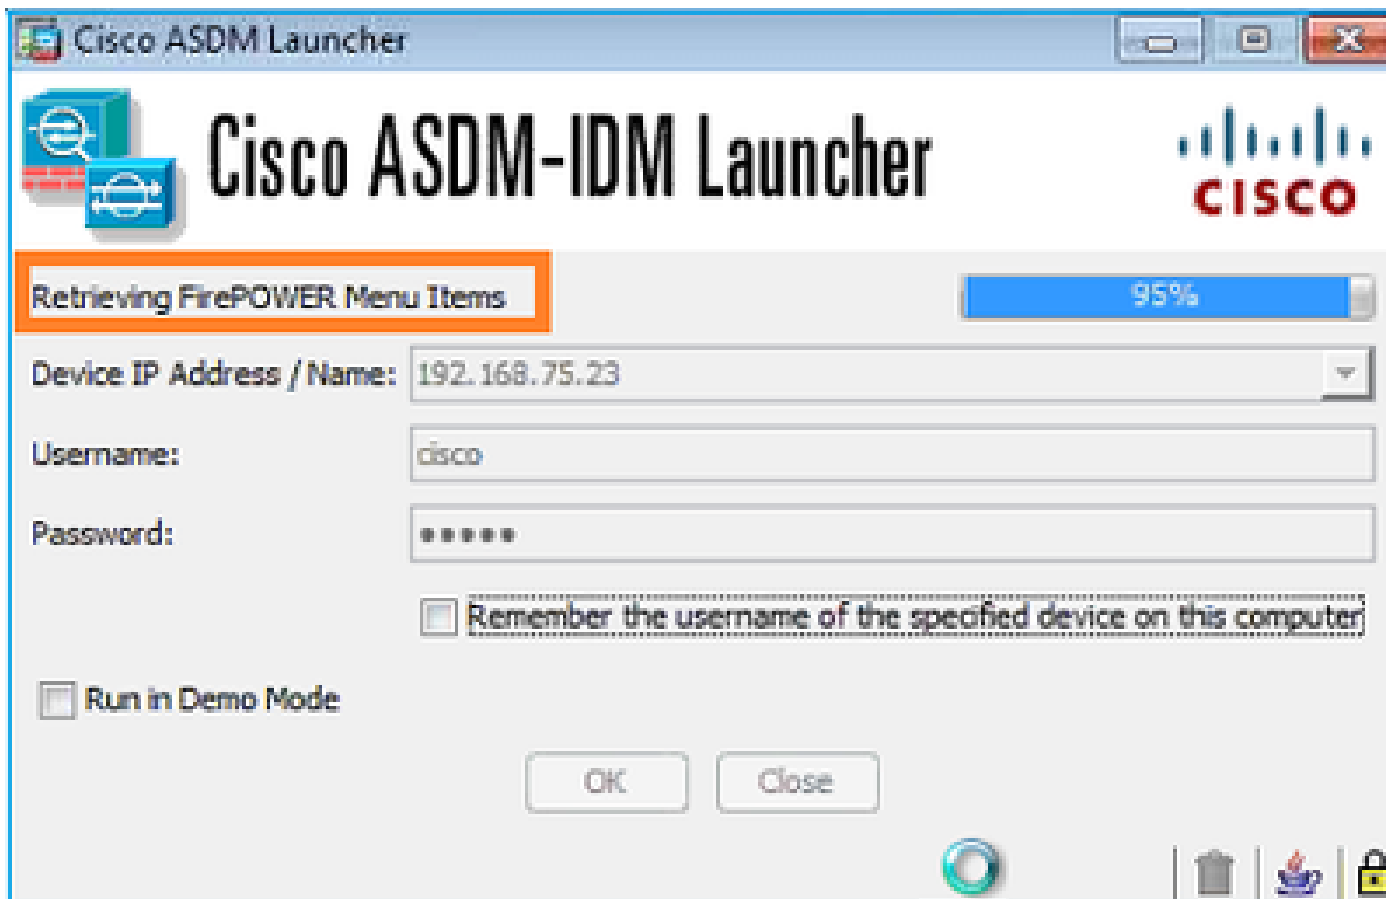 Cisco ASDM Launcher
Cisco ASDM-IDM Launcher
CISCO
Retrieving FirePOWER Menu Items
95%
Device IP Address / Name: 192.168.75.23
Username: cisco
Password: •••••
Remember the username of the specified device on this computer
Run in Demo Mode
OK Close